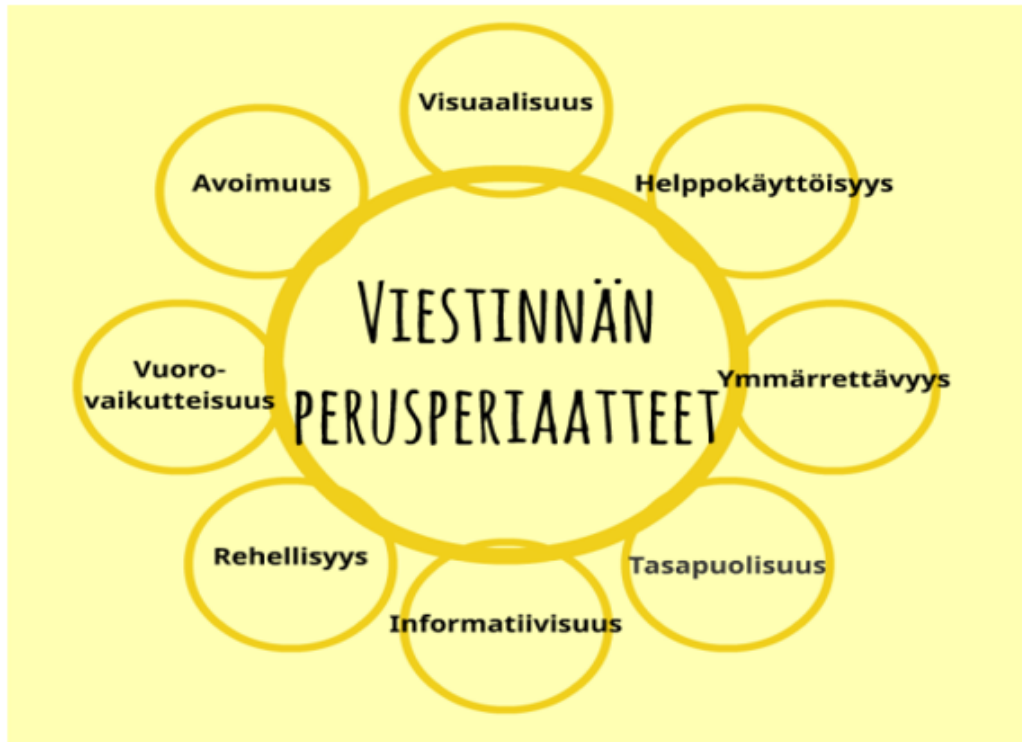 Visuaalisuus
Avoimuus
Helppokäyttöisyys
Viestinnän
perusperiaatteet
Vuoro-
vaikutteisuus
Ymmärrettävyys
Rehellisyys
Tasapuolisuus
Informatiivisuus